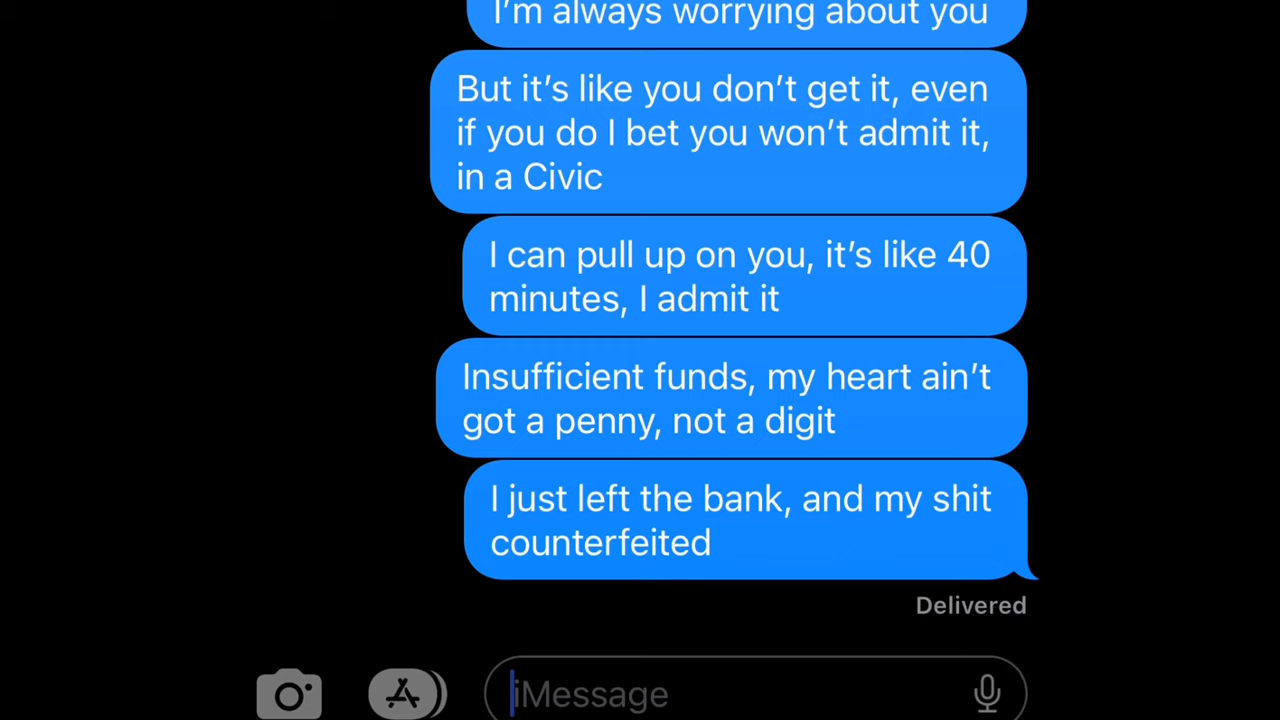 I’m always worrying about you
But it’s like you don’t get it, even
if you do I bet you won’t admit it,
in a Civic
I can pull up on you, it’s like 40
minutes, I admit it
Insufficient funds, my heart ain’t
got a penny, not a digit
I just left the bank, and my shit
counterfeited
Delivered
iMessage